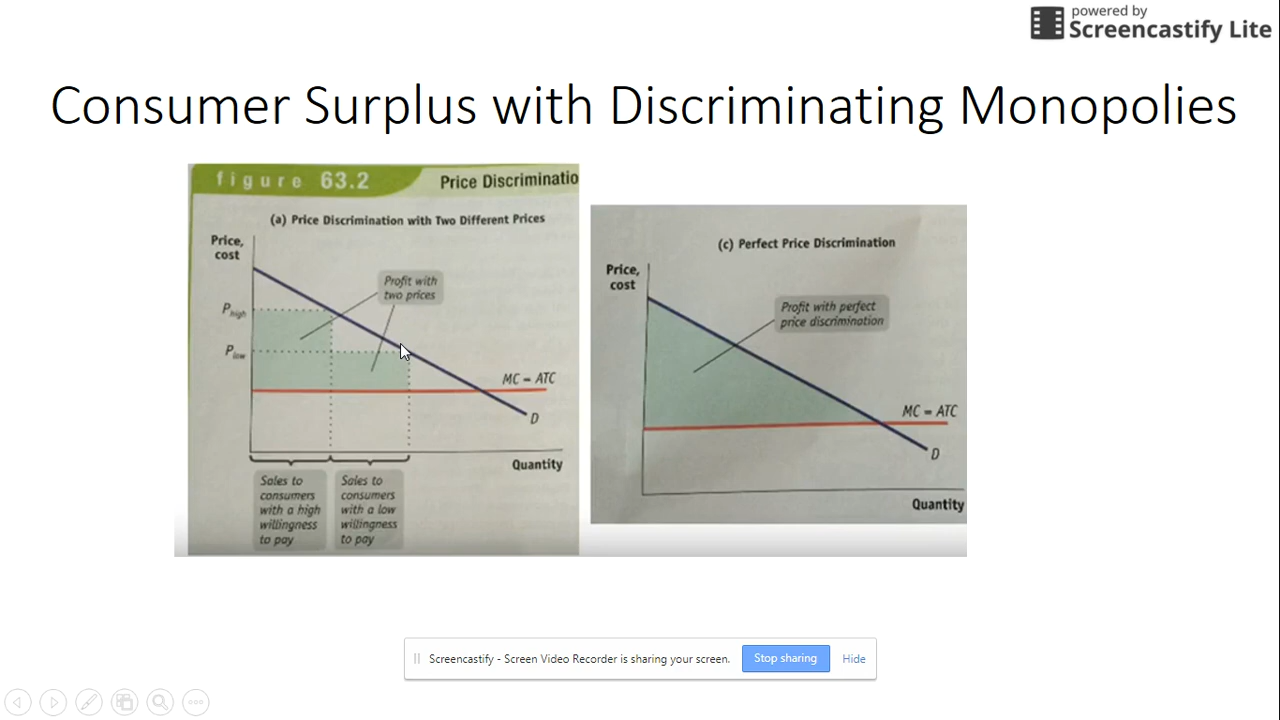 powered by
Screencastify Lite
Consumer Surplus with Discriminating Monopolies
figure 63.2
Price Discriminatio
(a) Price Discrimination with Two Different Prices
Price,
cost
Profit with
two prices
Phigh
Plow
MC = ATC
D
Quantity
Sales to
consumers
with a high
willingness
to pay
Sales to
consumers
with a low
willingness
to pay
(c) Perfect Price Discrimination
Price,
cost
Profit with perfect
price discrimination
MC = ATC
D
Quantity
Screencastify - Screen Video Recorder is sharing your screen.
Stop sharing
Hide